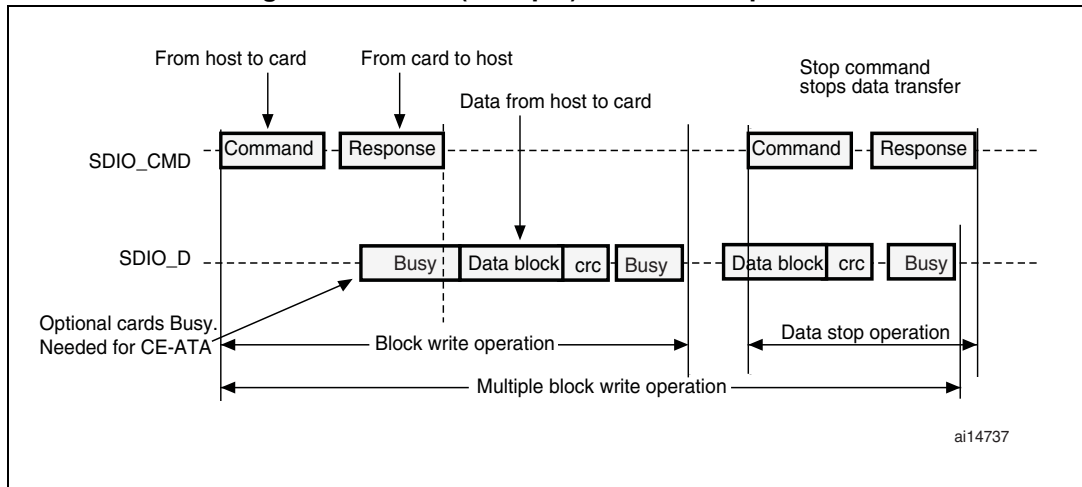 From host to card
From card to host
Stop command
stops data transfer
Data from host to card
SDIO_CMD
Command
Response
Command
Response
SDIO_D
Busy
Data block
crc
Busy
Data block
crc
Busy
Optional cards Busy.
Needed for CE-ATA
Block write operation
Data stop operation
Multiple block write operation
ai14737